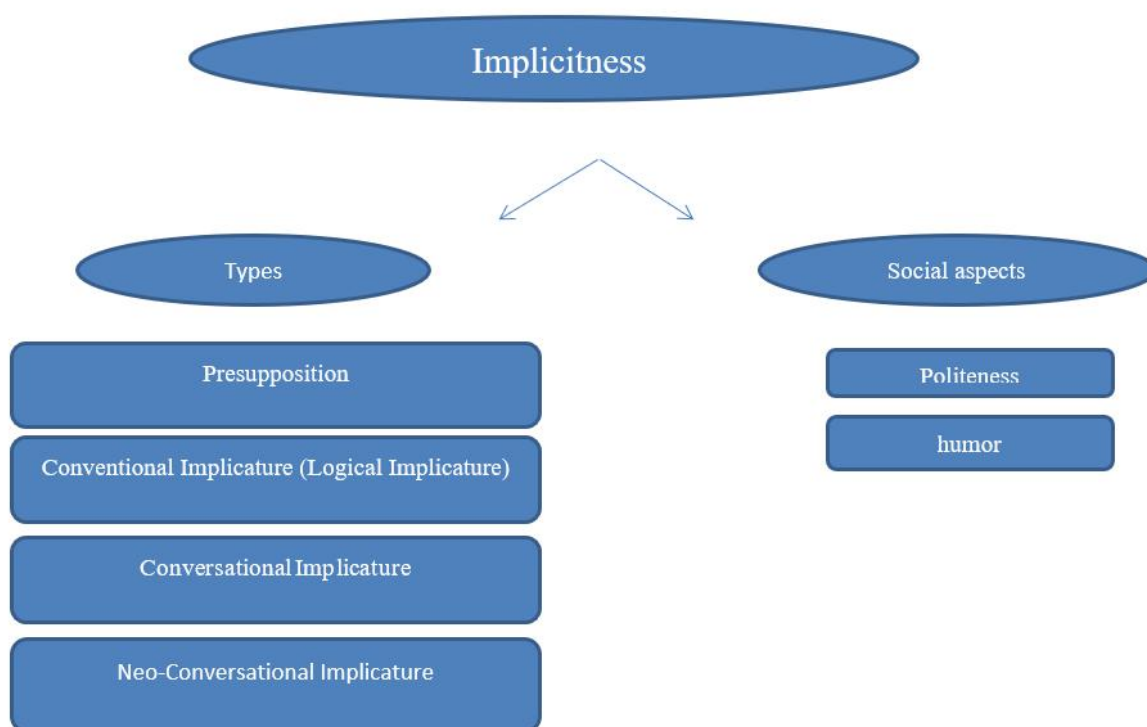 Implicitness
Types
Social aspects
Presupposition
Conventional Implicature (Logical Implicature)
Conversational Implicature
Neo-Conversational Implicature
Politeness
humor